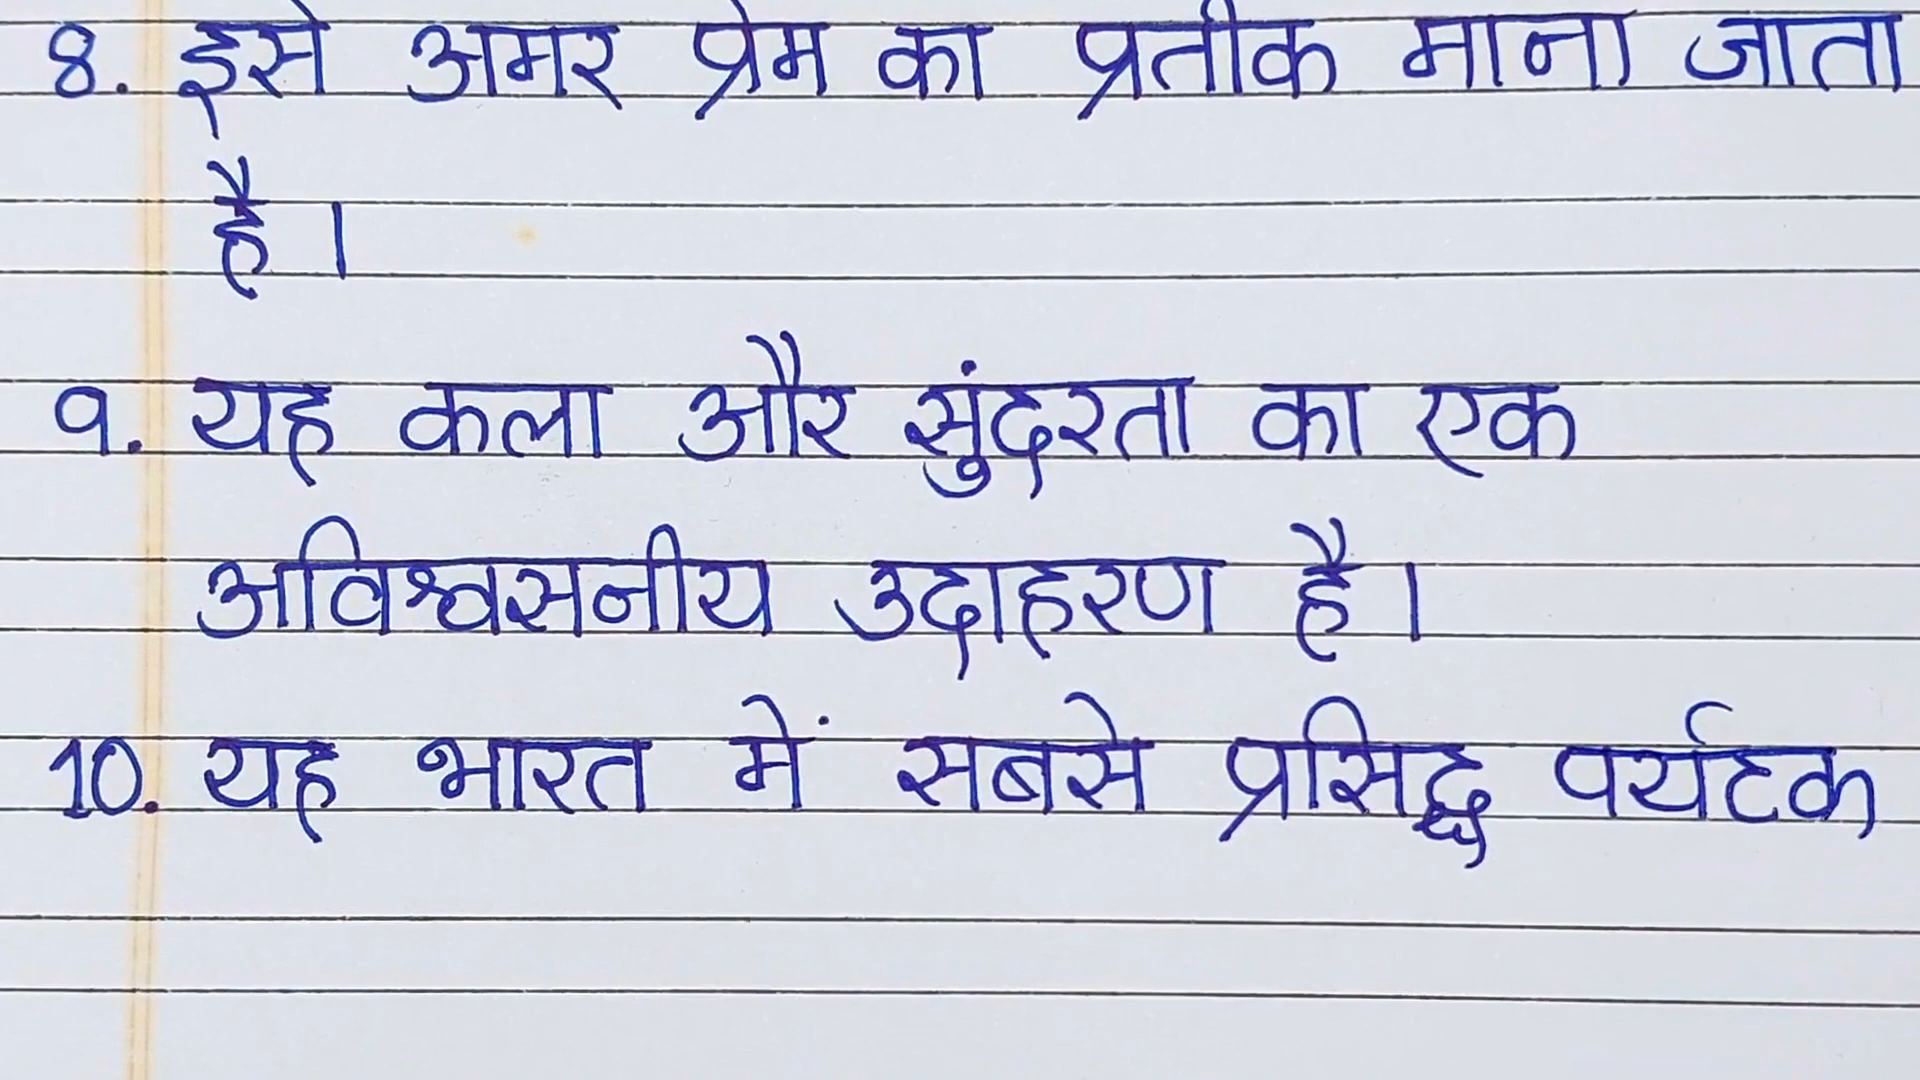 8. इसे अमर प्रेम का प्रतीक माना जाता
है।
9. यह कला और सुंदरता का एक
अविश्वसनीय उदाहरण है।
10. यह भारत में सबसे प्रसिद्ध पर्यटक